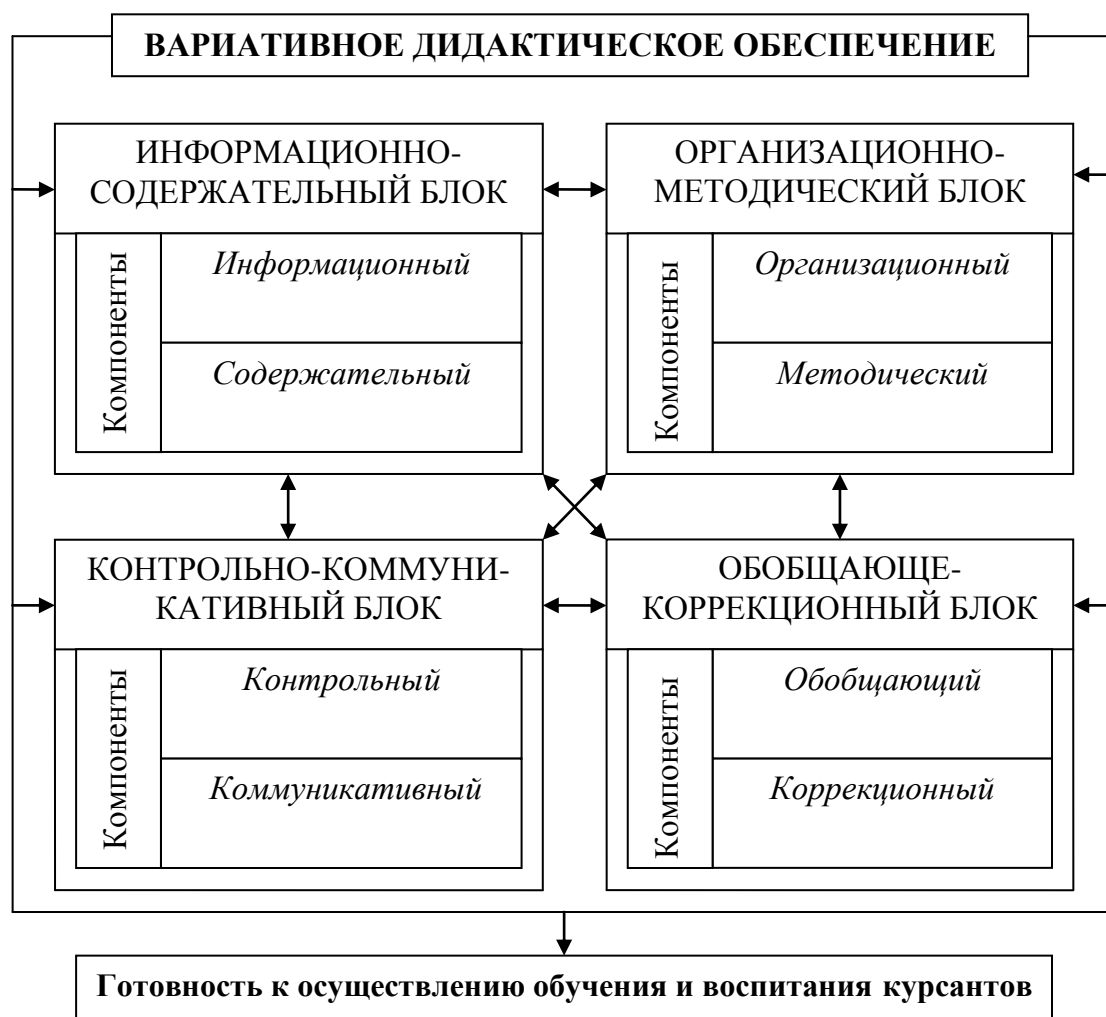 ВАРИАТИВНОЕ ДИДАКТИЧЕСКОЕ ОБЕСПЕЧЕНИЕ
ИНФОРМАЦИОННО-
СОДЕРЖАТЕЛЬНЫЙ БЛОК
Компоненты
Информационный
Содержательный
ОРГАНИЗАЦИОННО-
МЕТОДИЧЕСКИЙ БЛОК
Компоненты
Организационный
Методический
КОНТРОЛЬНО-КОММУНИ-
КАТИВНЫЙ БЛОК
Компоненты
Контрольный
Коммуникативный
ОБОБЩАЮЩЕ-
КОРРЕКЦИОННЫЙ БЛОК
Компоненты
Обобщающий
Коррекционный
Готовность к осуществлению обучения и воспитания курсантов